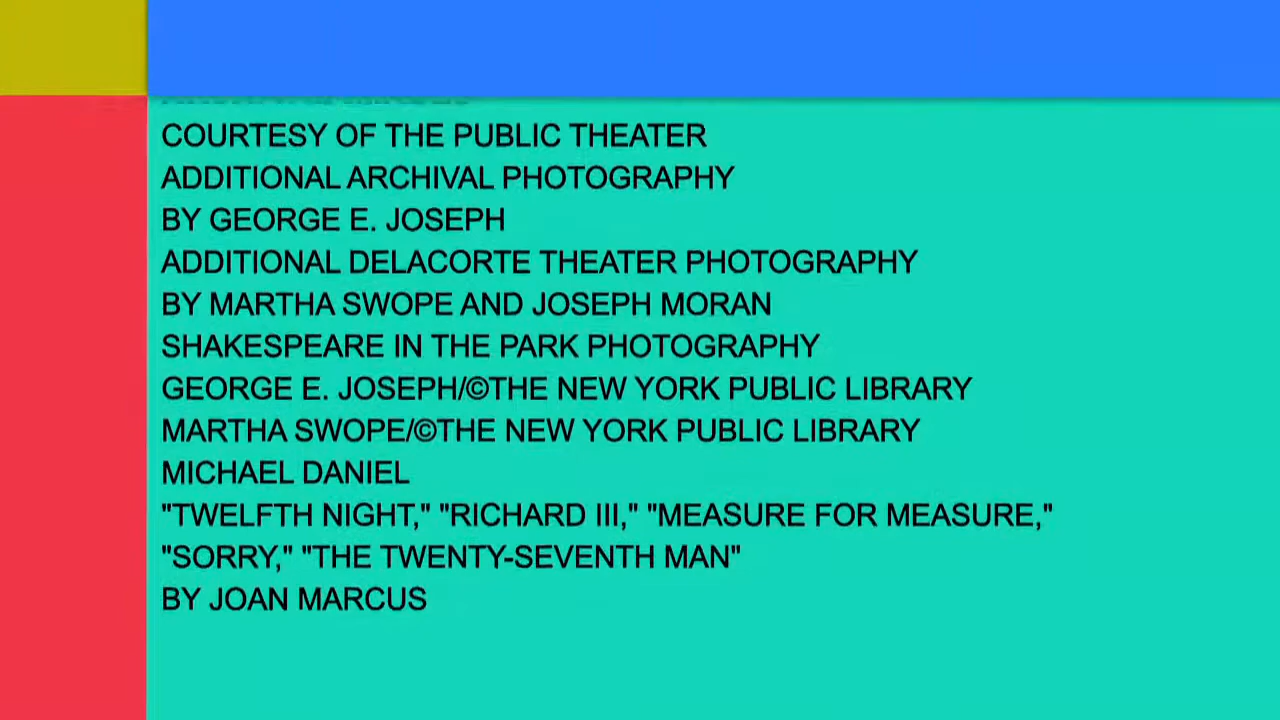 COURTESY OF THE PUBLIC THEATER
ADDITIONAL ARCHIVAL PHOTOGRAPHY
BY GEORGE E. JOSEPH
ADDITIONAL DELACORTE THEATER PHOTOGRAPHY
BY MARTHA SWOPE AND JOSEPH MORAN
SHAKESPEARE IN THE PARK PHOTOGRAPHY
GEORGE E. JOSEPH/©THE NEW YORK PUBLIC LIBRARY
MARTHA SWOPE/©THE NEW YORK PUBLIC LIBRARY
MICHAEL DANIEL
"TWELFTH NIGHT," "RICHARD III," "MEASURE FOR MEASURE,"
"SORRY," "THE TWENTY-SEVENTH MAN"
BY JOAN MARCUS